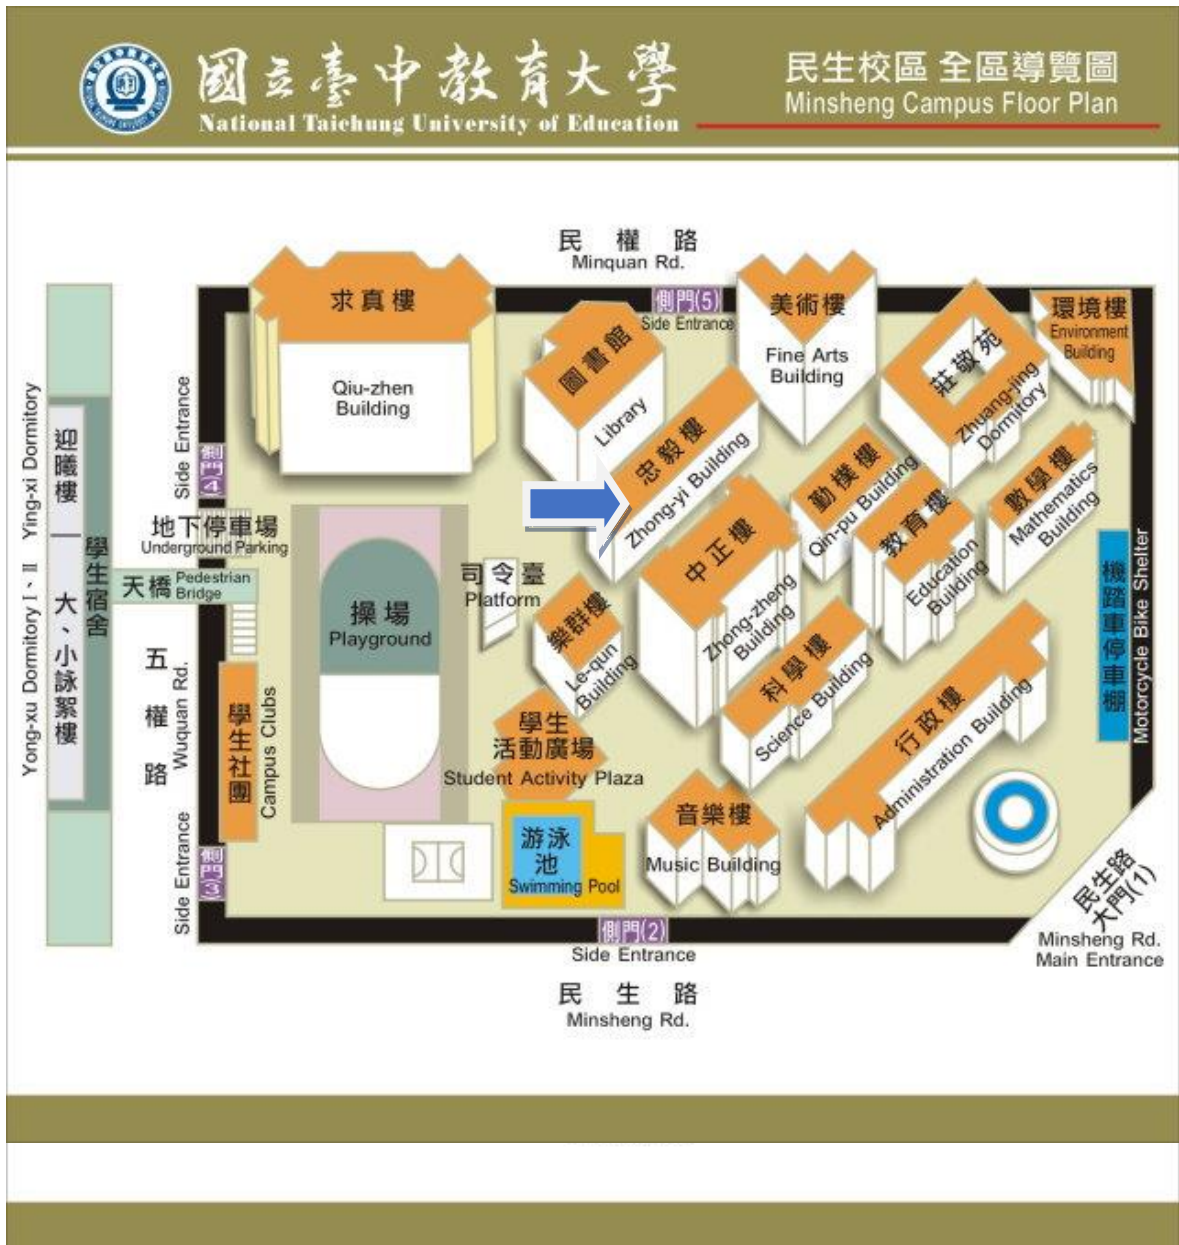 國立臺中教育大學
National Taichung University of Education
民生校區 全區導覽圖
Minsheng Campus Floor Plan
民 權 路
Minquan Rd.
求真樓
Qiu-zhen
Building
圖書館
Library
側門(5)
Side Entrance
美術樓
Fine Arts
Building
莊敬苑
Zhuang-jing
Dormitory
環境樓
Environment
Building
忠毅樓
Zhong-yi Building
勤樸樓
Qin-pu Building
教育樓
Education
Building
數學樓
Mathematics
Building
中正樓
Zhong-zheng
Building
科學樓
Science Building
行政樓
Administration Building
機踏車停車棚
Motorcycle Bike Shelter
樂群樓
Le-qun
Building
司令臺
Platform
操場
Playground
學生
活動廣場
Student Activity Plaza
游泳
池
Swimming Pool
音樂樓
Music Building
側門(4)
Side Entrance
地下停車場
Underground Parking
天橋
Pedestrian
Bridge
五權路
Wuquan Rd.
學生社團
Campus Clubs
側門(3)
Side Entrance
迎曦樓
Ying-xi Dormitory
大、小詠絮樓
Yong-xu Dormitory I、II
學生宿舍
側門(2)
Side Entrance
民 生 路
Minsheng Rd.
民生路
大門(1)
Minsheng Rd.
Main Entrance